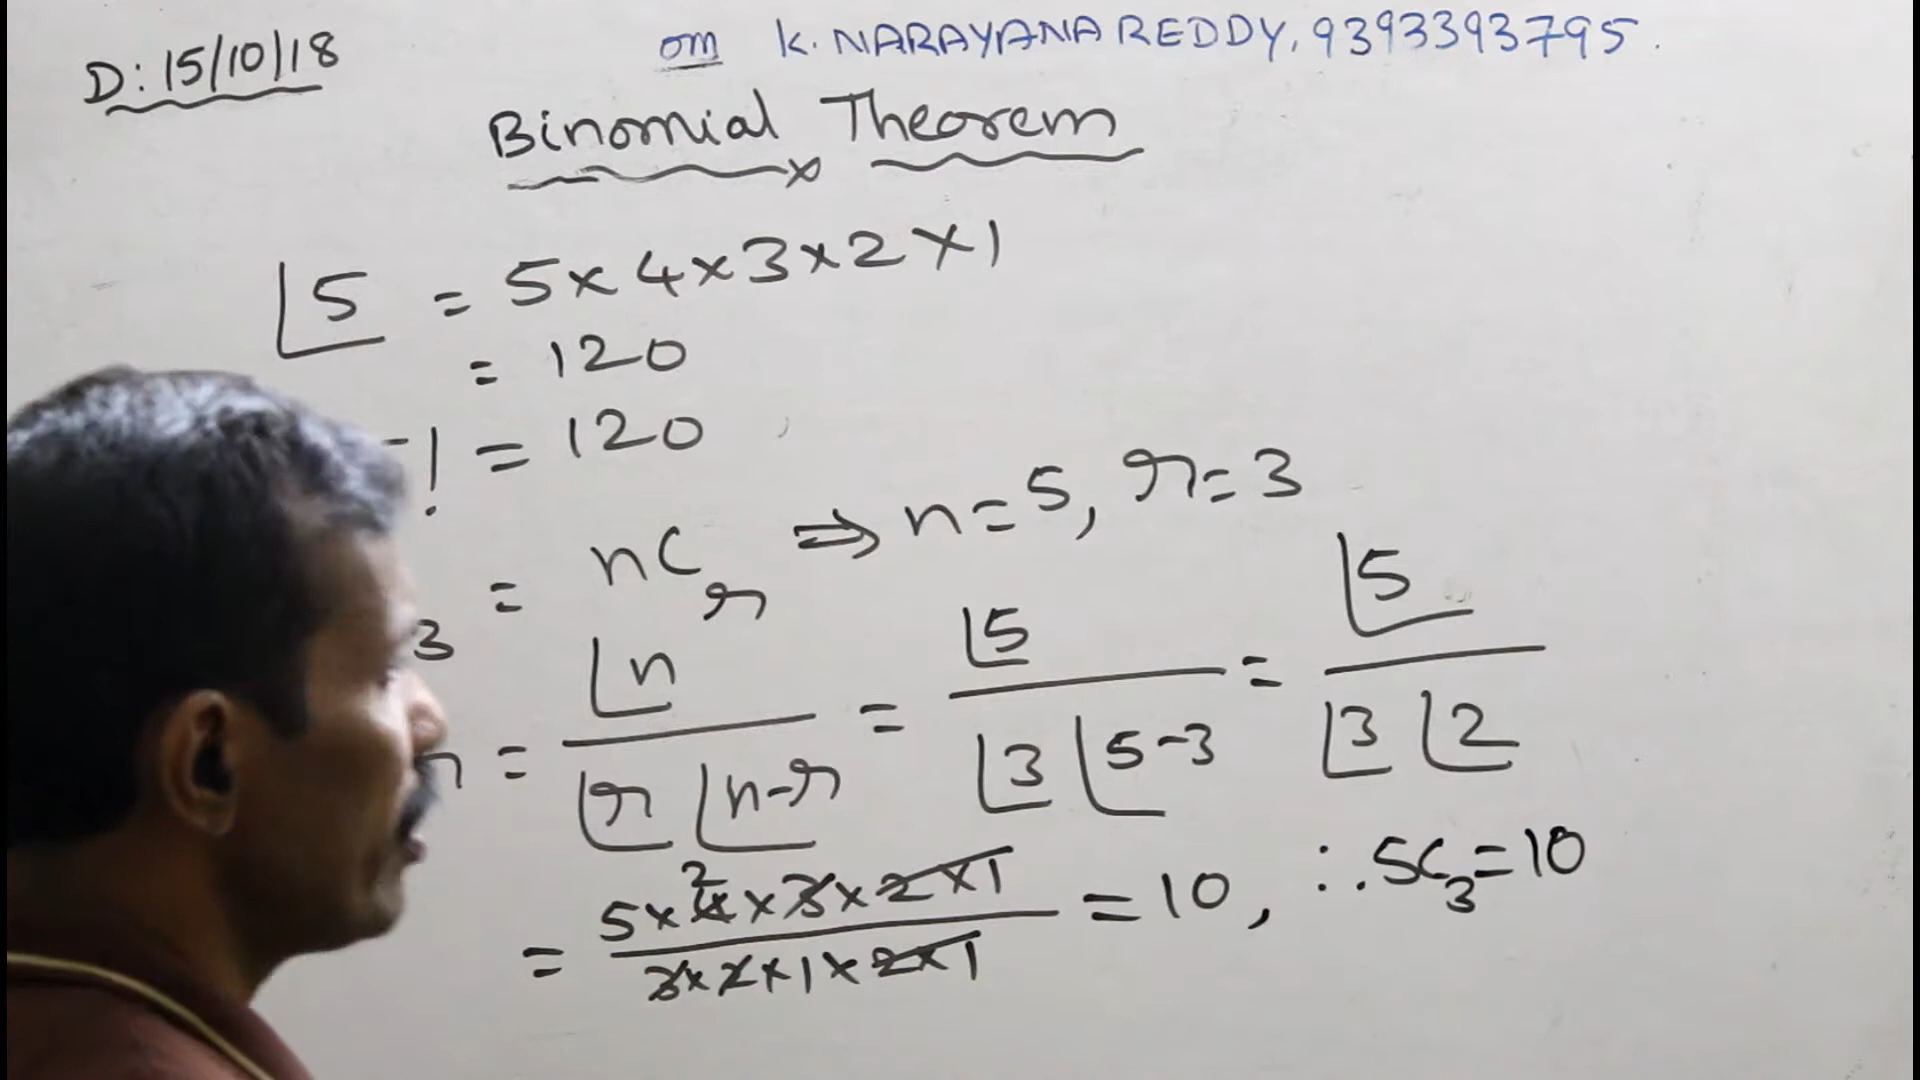 D: 15/10/18
om K. NARAYANA REDDY, 9393393795.
Binomial Theorem
⌊5 = 5×4×3×2×1
= 120
! = 120
3 = nCr ⇒ n=5, r=3
= ⌊n / ⌊r ⌊n-r = ⌊5 / ⌊3 ⌊5-3 = ⌊5 / ⌊3 ⌊2
= 5×4×3×2×1 / 3×2×1×2×1 = 10, ∴ 5C3 = 10
2